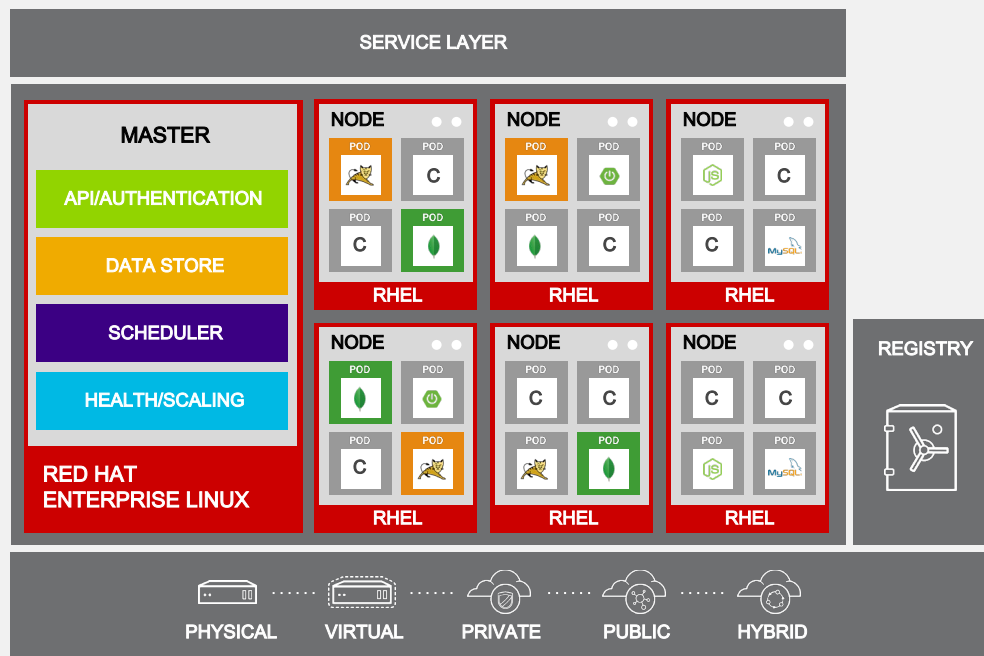 SERVICE LAYER
MASTER
API/AUTHENTICATION
DATA STORE
SCHEDULER
HEALTH/SCALING
RED HAT
ENTERPRISE LINUX
NODE
POD
POD
C
POD
POD
C
RHEL
NODE
POD
POD
POD
POD
C
RHEL
NODE
POD
POD
JS
C
POD
POD
C
MySQL
RHEL
NODE
POD
POD
POD
POD
C
RHEL
NODE
POD
POD
C
C
POD
POD
RHEL
NODE
POD
POD
C
C
POD
POD
JS
MySQL
RHEL
REGISTRY
PHYSICAL
VIRTUAL
PRIVATE
PUBLIC
HYBRID